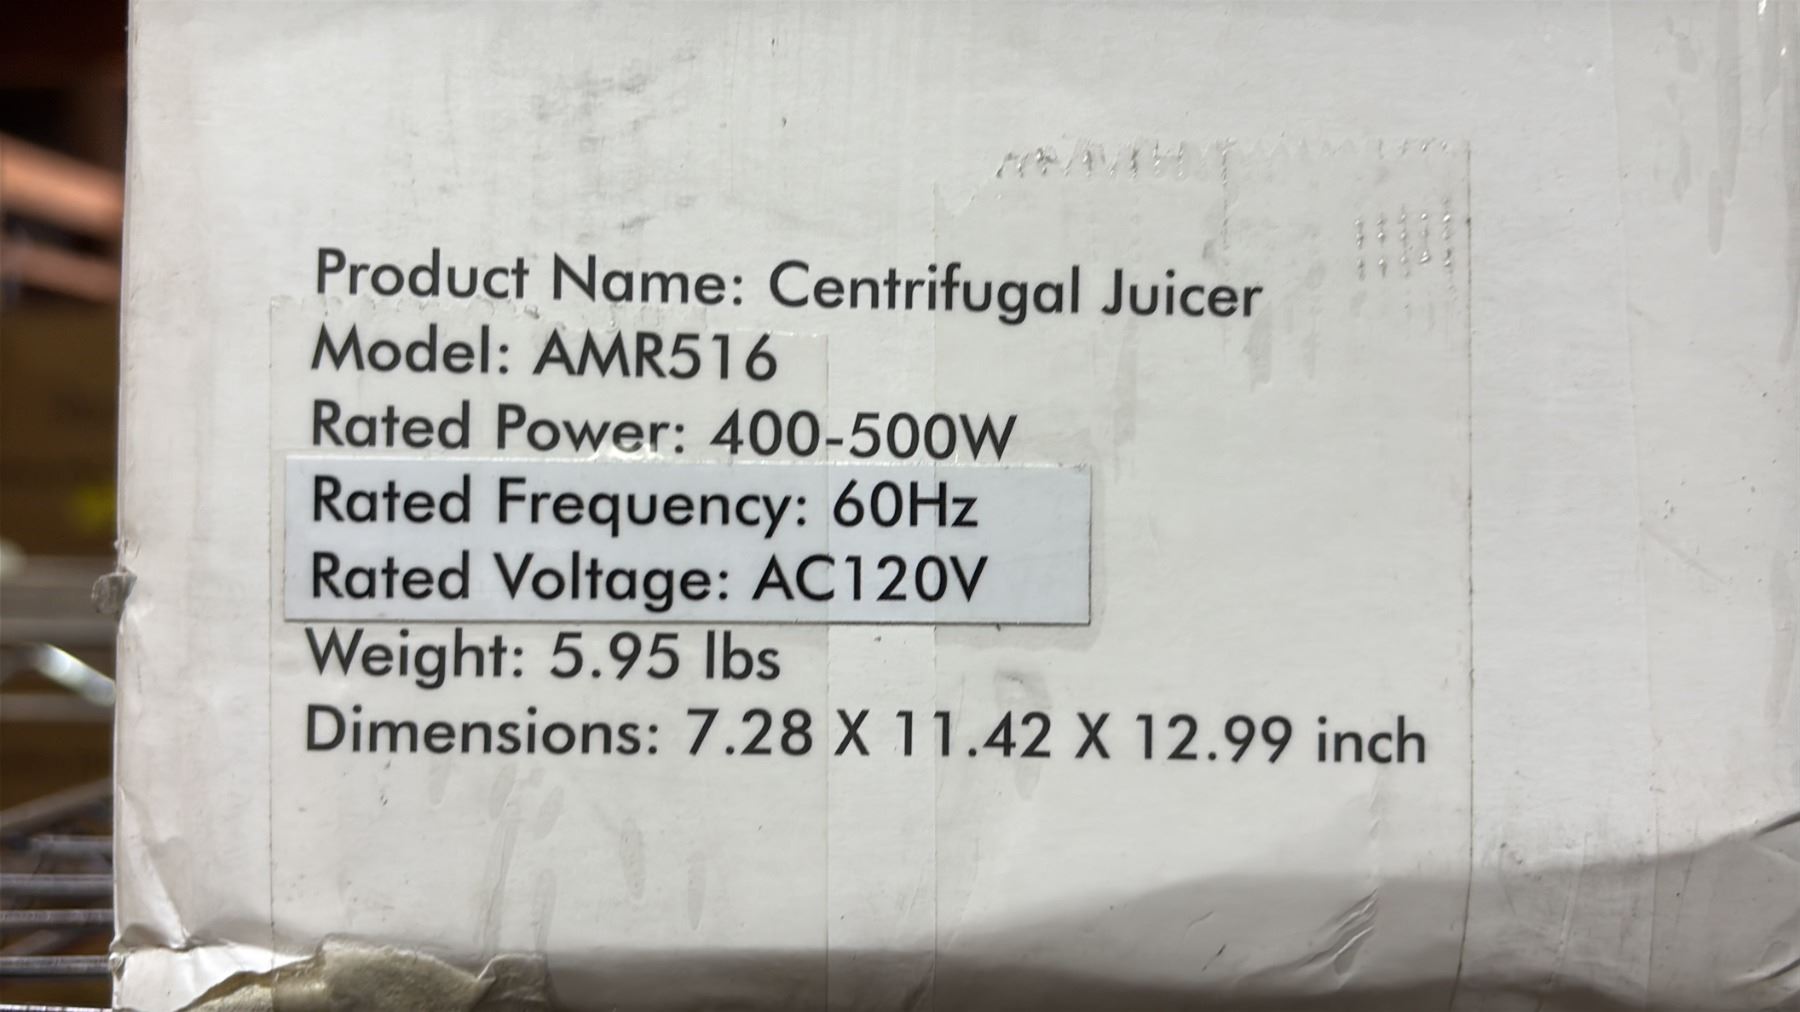 Product Name: Centrifugal Juicer
Model: AMR516
Rated Power: 400-500W
Rated Frequency: 60Hz
Rated Voltage: AC120V
Weight: 5.95 lbs
Dimensions: 7.28 X 11.42 X 12.99 inch